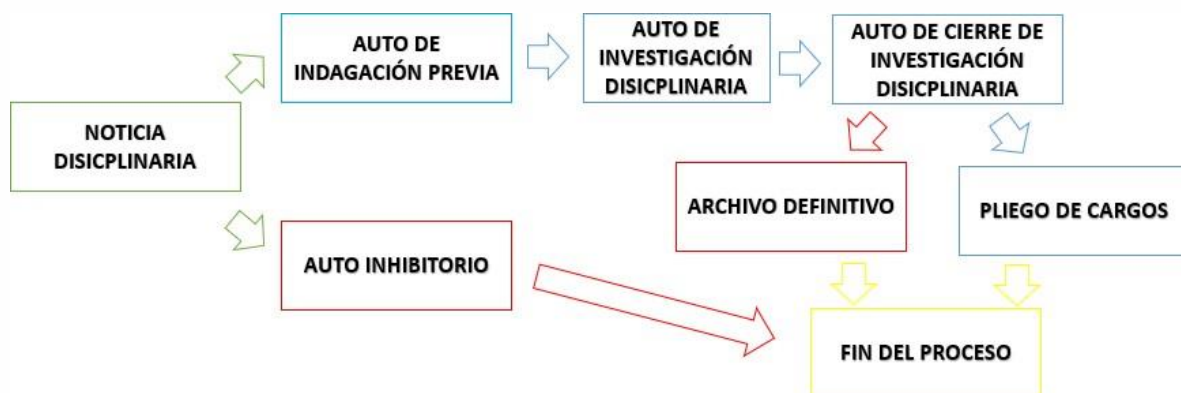 AUTO DE
INDAGACIÓN PREVIA
AUTO DE
INVESTIGACIÓN
DISICPLINARIA
AUTO DE CIERRE DE
INVESTIGACIÓN
DISICPLINARIA
NOTICIA
DISICPLINARIA
ARCHIVO DEFINITIVO
PLIEGO DE CARGOS
AUTO INHIBITORIO
FIN DEL PROCESO